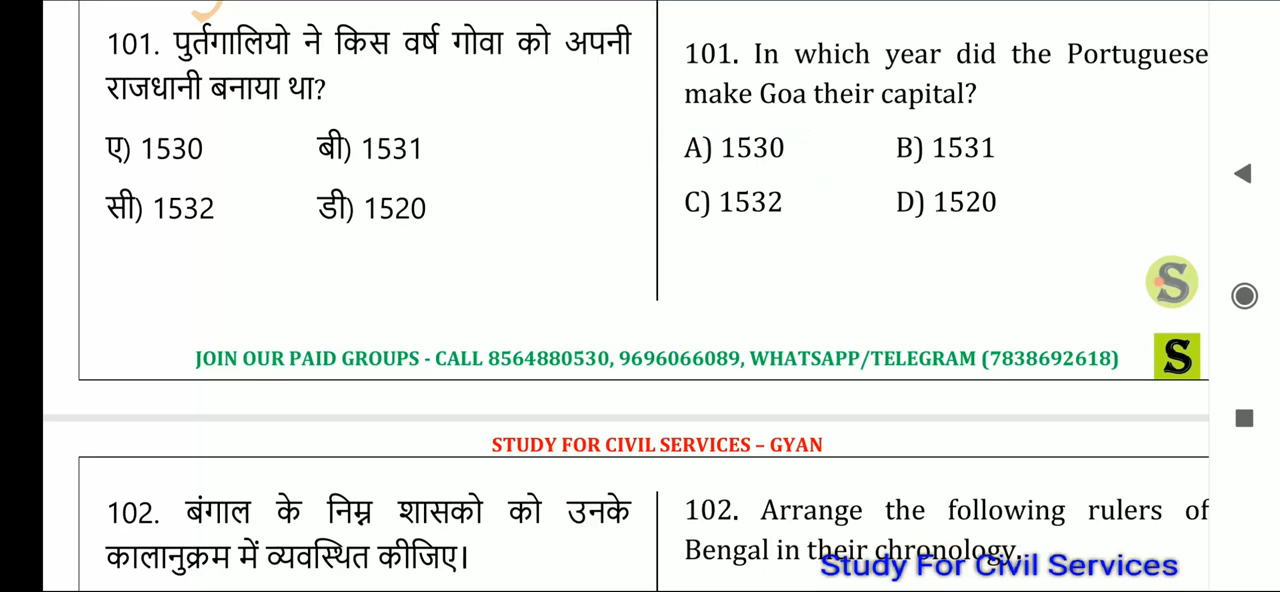 101. पुर्तगालियो ने किस वर्ष गोवा को अपनी
राजधानी बनाया था?
ए) 1530 बी) 1531
सी) 1532 डी) 1520
101. In which year did the Portuguese
make Goa their capital?
A) 1530 B) 1531
C) 1532 D) 1520
S
JOIN OUR PAID GROUPS - CALL 8564880530, 9696066089, WHATSAPP/TELEGRAM (7838692618)
S
STUDY FOR CIVIL SERVICES – GYAN
102. बंगाल के निम्न शासको को उनके
कालानुक्रम में व्यवस्थित कीजिए।
102. Arrange the following rulers of
Bengal in their chronology.
Study For Civil Services